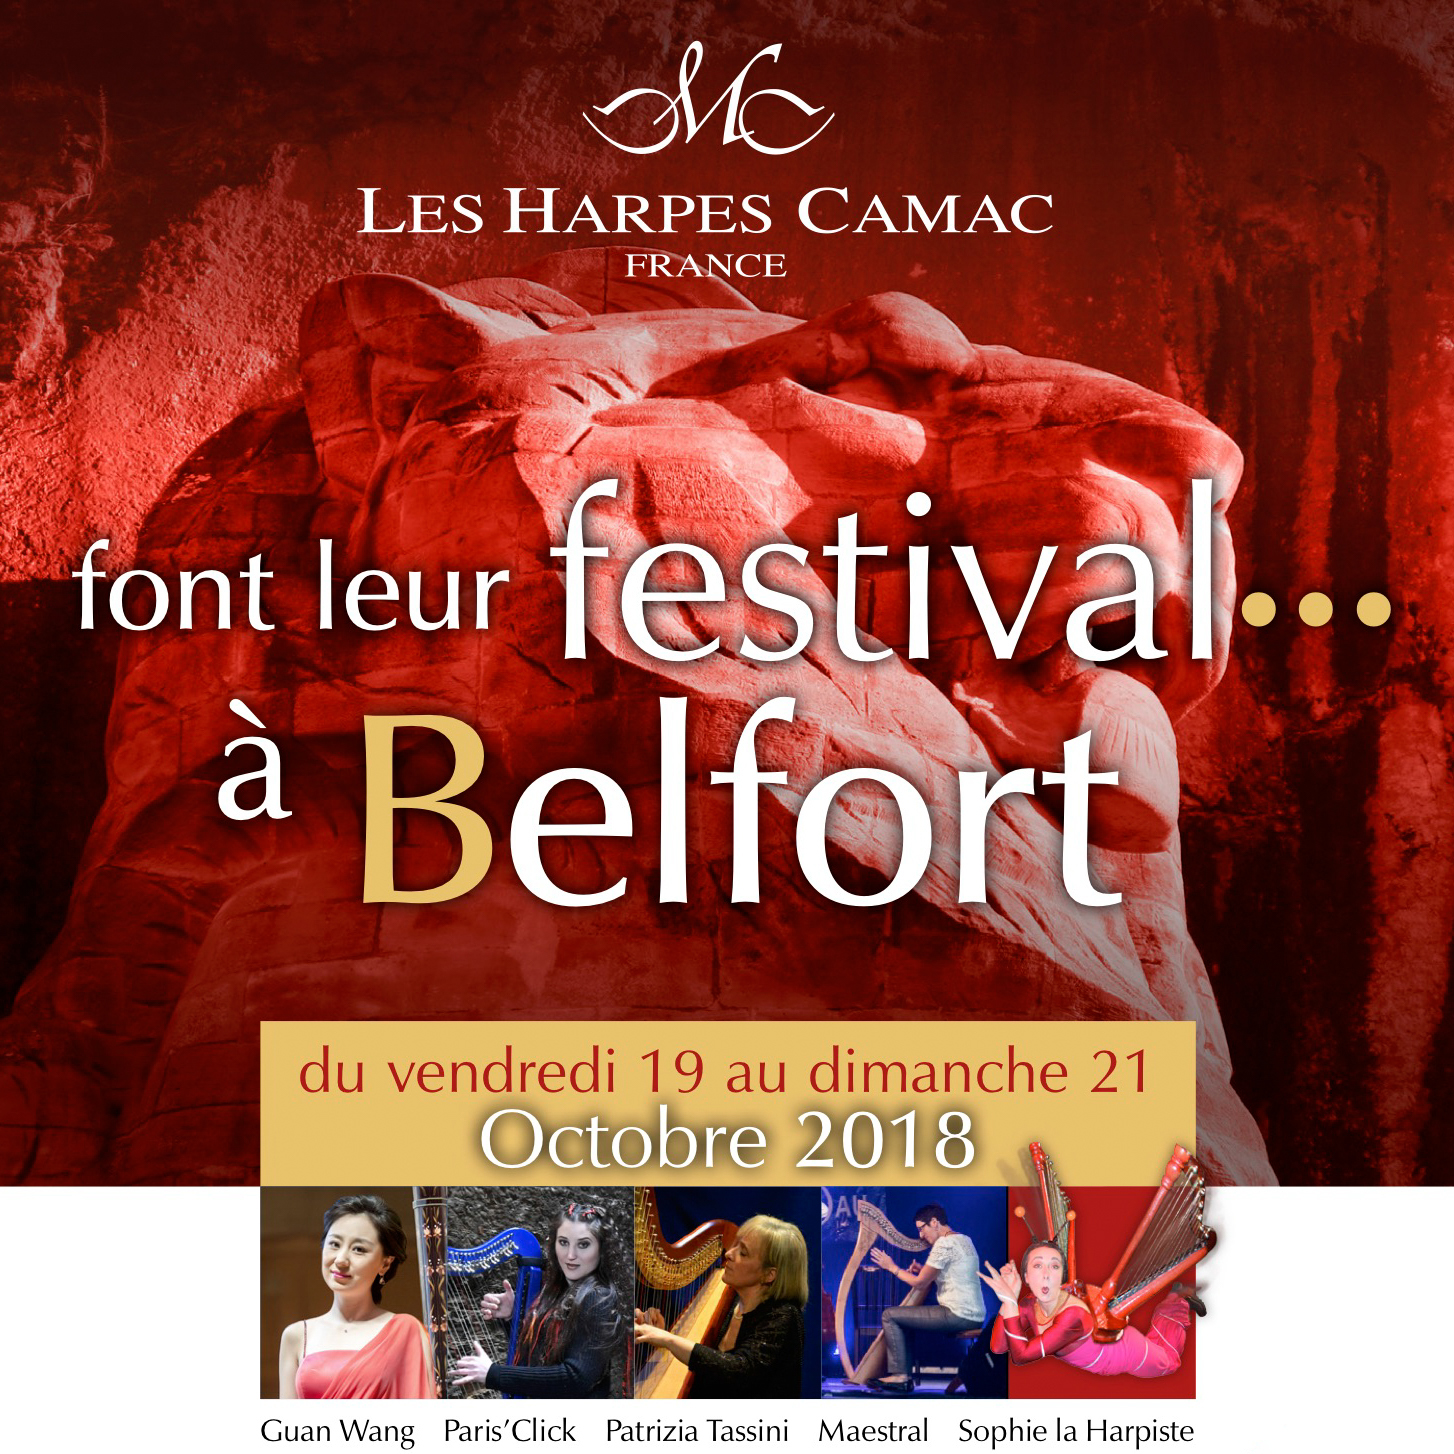 MC
LES HARPES CAMAC
FRANCE
font leur festival...
à Belfort
du vendredi 19 au dimanche 21
Octobre 2018
Guan Wang Paris'Click Patrizia Tassini Maestral Sophie la Harpiste